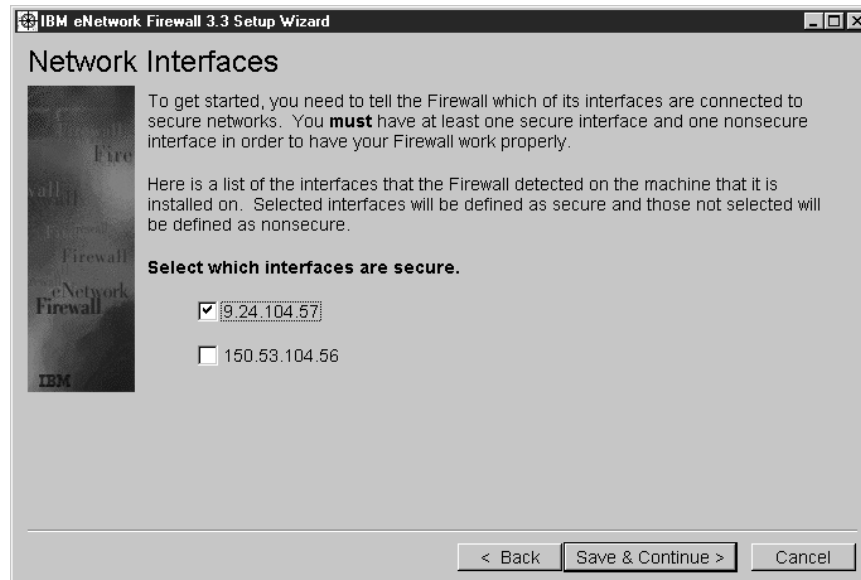 IBM eNetwork Firewall 3.3 Setup Wizard
Network Interfaces
To get started, you need to tell the Firewall which of its interfaces are connected to
secure networks. You must have at least one secure interface and one nonsecure
interface in order to have your Firewall work properly.
Here is a list of the interfaces that the Firewall detected on the machine that it is
installed on. Selected interfaces will be defined as secure and those not selected will
be defined as nonsecure.
Select which interfaces are secure.
9.24.104.57
150.53.104.56
Fire
Firewall
eNetwork
Firewall
IBM
< Back
Save & Continue >
Cancel